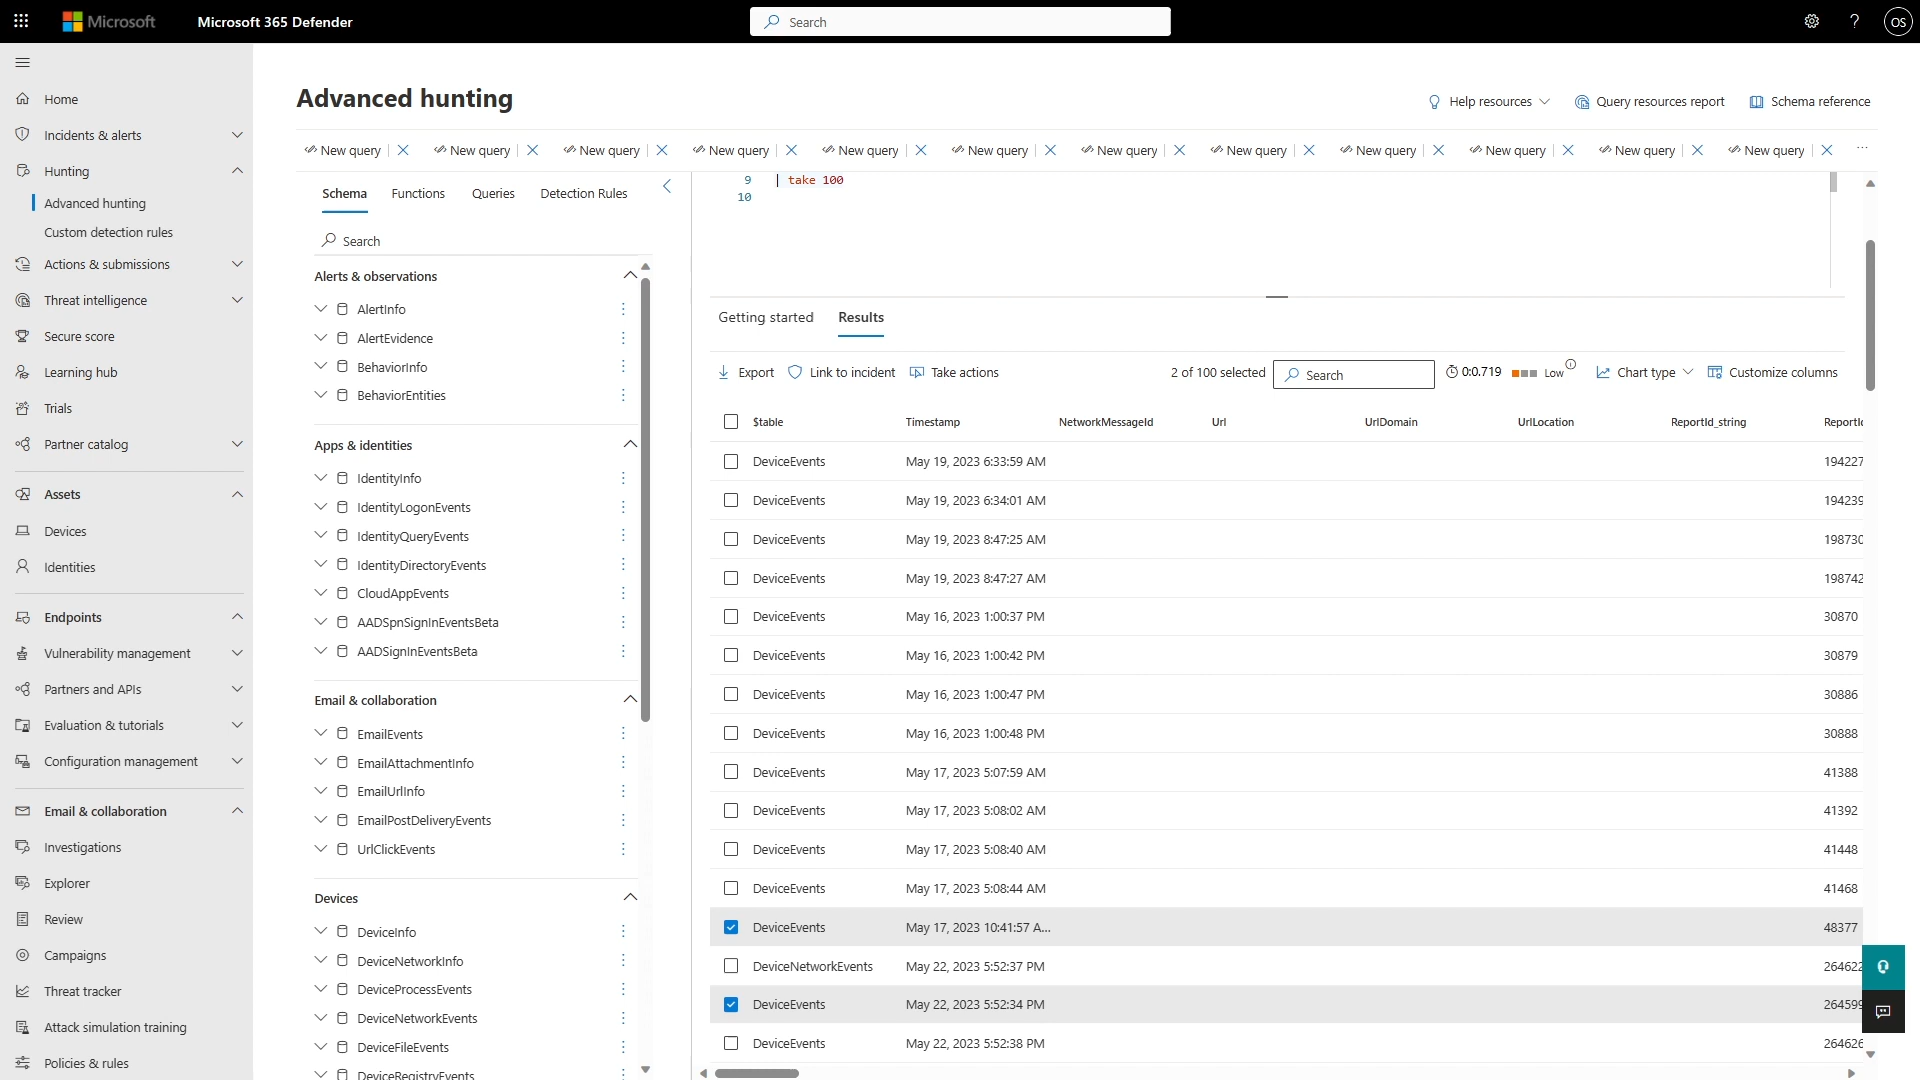 Microsoft
Microsoft 365 Defender
Search
?
OS
Home
Incidents & alerts
Hunting
Advanced hunting
Custom detection rules
Actions & submissions
Threat intelligence
Secure score
Learning hub
Trials
Partner catalog
Assets
Devices
Identities
Endpoints
Vulnerability management
Partners and APIs
Evaluation & tutorials
Configuration management
Email & collaboration
Investigations
Explorer
Review
Campaigns
Threat tracker
Attack simulation training
Policies & rules
Advanced hunting
Help resources
Query resources report
Schema reference
New query New query New query New query New query New query New query New query New query New query New query New query ...
Schema Functions Queries Detection Rules
Search
Alerts & observations
AlertInfo
AlertEvidence
BehaviorInfo
BehaviorEntities
Apps & identities
IdentityInfo
IdentityLogonEvents
IdentityQueryEvents
IdentityDirectoryEvents
CloudAppEvents
AADSpnSignInEventsBeta
AADSignInEventsBeta
Email & collaboration
EmailEvents
EmailAttachmentInfo
EmailUrlInfo
EmailPostDeliveryEvents
UrlClickEvents
Devices
DeviceInfo
DeviceNetworkInfo
DeviceProcessEvents
DeviceNetworkEvents
DeviceFileEvents
DeviceRegistryEvents
9 | take 100
10
Getting started Results
Export Link to incident Take actions 2 of 100 selected Search 0:0.719 Low Chart type Customize columns
$table Timestamp NetworkMessageId Url UrlDomain UrlLocation ReportId_string ReportId
DeviceEvents May 19, 2023 6:33:59 AM 194227
DeviceEvents May 19, 2023 6:34:01 AM 194239
DeviceEvents May 19, 2023 8:47:25 AM 198730
DeviceEvents May 19, 2023 8:47:27 AM 198742
DeviceEvents May 16, 2023 1:00:37 PM 30870
DeviceEvents May 16, 2023 1:00:42 PM 30879
DeviceEvents May 16, 2023 1:00:47 PM 30886
DeviceEvents May 16, 2023 1:00:48 PM 30888
DeviceEvents May 17, 2023 5:07:59 AM 41388
DeviceEvents May 17, 2023 5:08:02 AM 41392
DeviceEvents May 17, 2023 5:08:40 AM 41448
DeviceEvents May 17, 2023 5:08:44 AM 41468
DeviceEvents May 17, 2023 10:41:57 A... 48377
DeviceNetworkEvents May 22, 2023 5:52:37 PM 264622
DeviceEvents May 22, 2023 5:52:34 PM 264599
DeviceEvents May 22, 2023 5:52:38 PM 264626